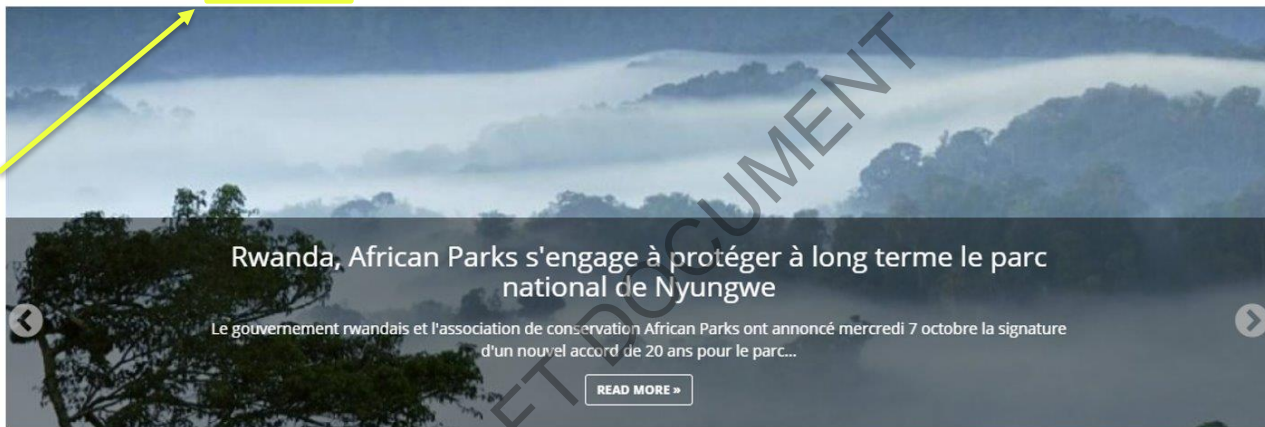 Rwanda, African Parks s'engage à protéger à long terme le parc
national de Nyungwe
Le gouvernement rwandais et l'association de conservation African Parks ont annoncé mercredi 7 octobre la signature
d'un nouvel accord de 20 ans pour le parc...
READ MORE »
ET DOCUMENT